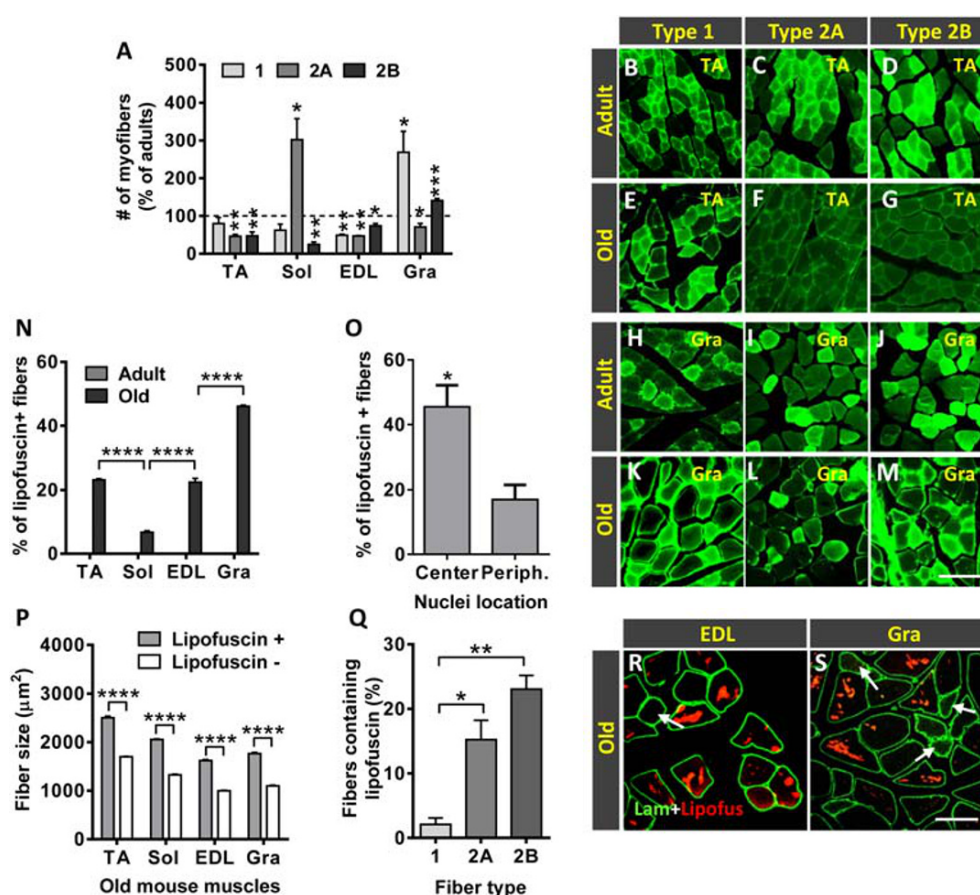 A
1 2A 2B
# of myofibers
(% of adults)
500
400
300
200
100
0
* * * * * * * * * * * * * * * * * * *
TA Sol EDL Gra
Type 1 Type 2A Type 2B
Adult
B TA C TA D TA
Old
E TA F TA G TA
Adult
H Gra I Gra J Gra
Old
K Gra L Gra M Gra
N
Adult
Old
% of lipofuscin+ fibers
60
40
20
0
**** **** ****
TA Sol EDL Gra
O
% of lipofuscin + fibers
60
40
20
0
*
Center Periph.
Nuclei location
P
Lipofuscin +
Lipofuscin -
Fiber size (μm²)
4000
3000
2000
1000
0
**** **** **** ****
TA Sol EDL Gra
Old mouse muscles
Q
Fibers containing
lipofuscin (%)
30
20
10
0
**
*
1 2A 2B
Fiber type
EDL Gra
Old
R S
Lam+Lipofus